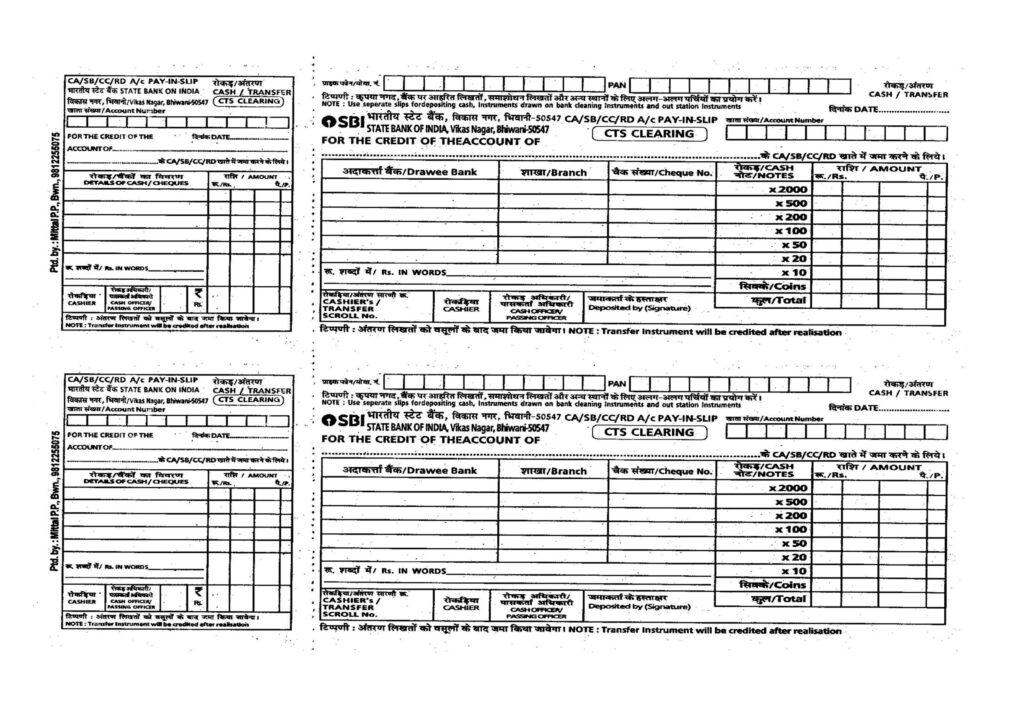 CA/SB/CC/RD A/c PAY-IN-SLIP रोकड़/अंतरण
भारतीय स्टेट बैंक STATE BANK ON INDIA CASH / TRANSFER
विकास नगर, भिवानी/Vikas Nagar, Bhiwani-50547 CTS CLEARING
खाता संख्या/Account Number
FOR THE CREDIT OF THE दिनांक DATE
ACCOUNT OF
के CA/SB/CC/RD खाते में जमा करने के लिये।
रोकड़/चैंकों का विवरण राशि / AMOUNT
DETAILS OF CASH / CHEQUES रू./Rs. पै./P.
रू. शब्दों में/ Rs. IN WORDS
रोकड़िया रोकड़ अधिकारी/ ₹
CASHIER पासकर्ता अधिकारी Rs.
CASH OFFICER/
PASSING OFFICER
टिप्पणी : अंतरण लिखतों को वसूलों के बाद जमा किया जावेगा।
NOTE : Transfer Instrument will be credited after realisation
Ptd. by. : Mittal P.P., Bwn., 9812255075
PAN रोकड़/अंतरण
CASH / TRANSFER
टिप्पणी : कृपया नगद, बैंक पर आहरित लिखतों, समाशोधन लिखतों और अन्य स्थानों के लिए अलग-अलग पर्चियों का प्रयोग करें।
NOTE : Use seperate slips fordepositing cash, Instruments drawn on bank cleaning Instruments and out station Instruments दिनांक DATE
SBI भारतीय स्टेट बैंक, विकास नगर, भिवानी-50547 CA/SB/CC/RD A/c PAY-IN-SLIP खाता संख्या/Account Number
STATE BANK OF INDIA, Vikas Nagar, Bhiwani-50547 CTS CLEARING
FOR THE CREDIT OF THEACCOUNT OF
के CA/SB/CC/RD खाते में जमा करने के लिये।
अदाकर्त्ता बैंक/Drawee Bank शाखा/Branch चैक संख्या/Cheque No. रोकड़/CASH राशि / AMOUNT
नोट/NOTES रू./Rs. पै./P.
x 2000
x 500
x 200
x 100
x 50
x 20
रू. शब्दों में/ Rs. IN WORDS x 10
सिक्के/Coins
रोकड़िया/अंतरण सारणी क्र. रोकड़िया रोकड़ अधिकारी/ जमाकर्ता के हस्ताक्षर कुल/Total
CASHIER's / CASHIER पासकर्ता अधिकारी Deposited by (Signature)
TRANSFER CASH OFFICER/
SCROLL No. PASSING OFFICER
टिप्पणी : अंतरण लिखतों को वसूलों के बाद जमा किया जावेगा। NOTE : Transfer Instrument will be credited after realisation
CA/SB/CC/RD A/c PAY-IN-SLIP रोकड़/अंतरण
भारतीय स्टेट बैंक STATE BANK ON INDIA CASH / TRANSFER
विकास नगर, भिवानी/Vikas Nagar, Bhiwani-50547 CTS CLEARING
खाता संख्या/Account Number
FOR THE CREDIT OF THE दिनांक DATE
ACCOUNT OF
के CA/SB/CC/RD खाते में जमा करने के लिये।
रोकड़/चैंकों का विवरण राशि / AMOUNT
DETAILS OF CASH / CHEQUES रू./Rs. पै./P.
रू. शब्दों में/ Rs. IN WORDS
रोकड़िया रोकड़ अधिकारी/ ₹
CASHIER पासकर्ता अधिकारी Rs.
CASH OFFICER/
PASSING OFFICER
टिप्पणी : अंतरण लिखतों को वसूलों के बाद जमा किया जावेगा।
NOTE : Transfer Instrument will be credited after realisation
Ptd. by. : Mittal P.P., Bwn., 9812255075
PAN रोकड़/अंतरण
CASH / TRANSFER
टिप्पणी : कृपया नगद, बैंक पर आहरित लिखतों, समाशोधन लिखतों और अन्य स्थानों के लिए अलग-अलग पर्चियों का प्रयोग करें।
NOTE : Use seperate slips fordepositing cash, Instruments drawn on bank cleaning Instruments and out station Instruments दिनांक DATE
SBI भारतीय स्टेट बैंक, विकास नगर, भिवानी-50547 CA/SB/CC/RD A/c PAY-IN-SLIP खाता संख्या/Account Number
STATE BANK OF INDIA, Vikas Nagar, Bhiwani-50547 CTS CLEARING
FOR THE CREDIT OF THEACCOUNT OF
के CA/SB/CC/RD खाते में जमा करने के लिये।
अदाकर्त्ता बैंक/Drawee Bank शाखा/Branch चैक संख्या/Cheque No. रोकड़/CASH राशि / AMOUNT
नोट/NOTES रू./Rs. पै./P.
x 2000
x 500
x 200
x 100
x 50
x 20
रू. शब्दों में/ Rs. IN WORDS x 10
सिक्के/Coins
रोकड़िया/अंतरण सारणी क्र. रोकड़िया रोकड़ अधिकारी/ जमाकर्ता के हस्ताक्षर कुल/Total
CASHIER's / CASHIER पासकर्ता अधिकारी Deposited by (Signature)
TRANSFER CASH OFFICER/
SCROLL No. PASSING OFFICER
टिप्पणी : अंतरण लिखतों को वसूलों के बाद जमा किया जावेगा। NOTE : Transfer Instrument will be credited after realisation